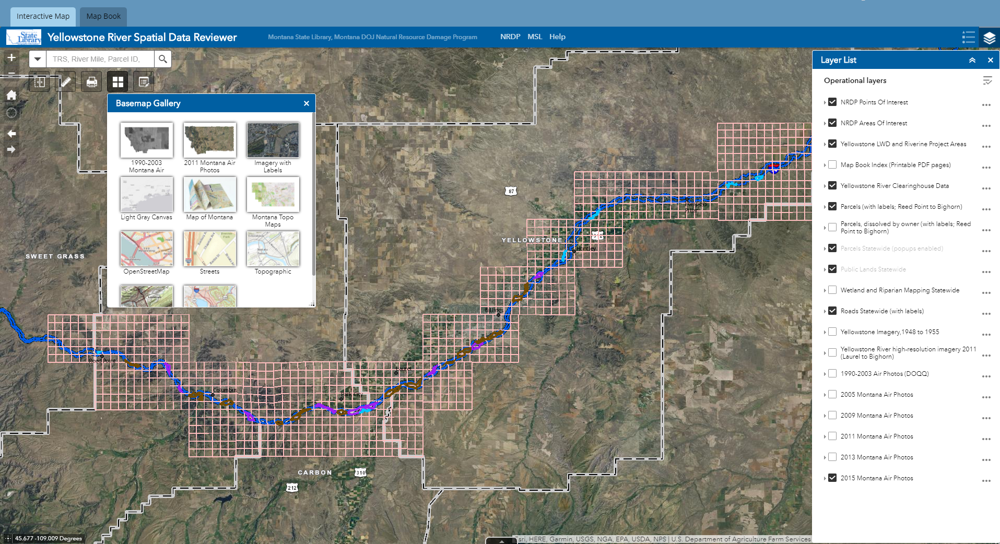 Interactive Map
Map Book
State
Library
Yellowstone River Spatial Data Reviewer
Montana State Library, Montana DOJ Natural Resource Damage Program
NRDP
MSL
Help
TRS, River Mile, Parcel ID,
Basemap Gallery
1990-2003
Montana Air
2011 Montana Air
Photos
Imagery with
Labels
Light Gray Canvas
Map of Montana
Montana Topo
Maps
OpenStreetMap
Streets
Topographic
SWEET GRASS
87
YELLOWSTONE
312
Huntley
Pompeys
Pillar
Billings
Reed Point
Columbus
Laurel
Park City
CARBON
310
212
45.677 -109.009 Degrees
Esri, HERE, Garmin, USGS, NGA, EPA, USDA, NPS | U.S. Department of Agriculture Farm Services
Layer List
Operational layers
NRDP Points Of Interest
NRDP Areas Of Interest
Yellowstone LWD and Riverine Project Areas
Map Book Index (Printable PDF pages)
Yellowstone River Clearinghouse Data
Parcels (with labels; Reed Point to Bighorn)
Parcels, dissolved by owner (with labels; Reed
Point to Bighorn)
Parcels Statewide (popups enabled)
Public Lands Statewide
Wetland and Riparian Mapping Statewide
Roads Statewide (with labels)
Yellowstone Imagery,1948 to 1955
Yellowstone River high-resolution imagery 2011
(Laurel to Bighorn)
1990-2003 Air Photos (DOQQ)
2005 Montana Air Photos
2009 Montana Air Photos
2011 Montana Air Photos
2013 Montana Air Photos
2015 Montana Air Photos